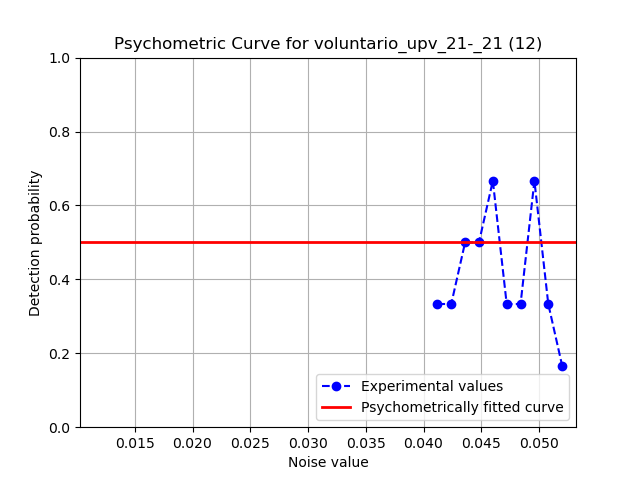 Psychometric Curve for voluntario_upv_21-_21 (12)
1.0
0.8
0.6
0.4
0.2
0.0
Detection probability
Experimental values
Psychometrically fitted curve
0.015 0.020 0.025 0.030 0.035 0.040 0.045 0.050
Noise value